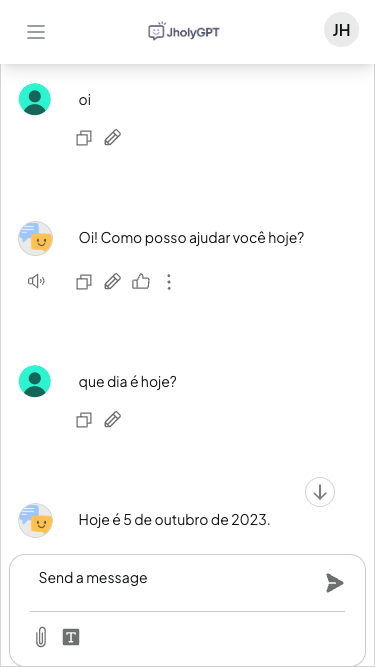 JholyGPT
JH
oi
Oi! Como posso ajudar você hoje?
que dia é hoje?
Hoje é 5 de outubro de 2023.
Send a message
T